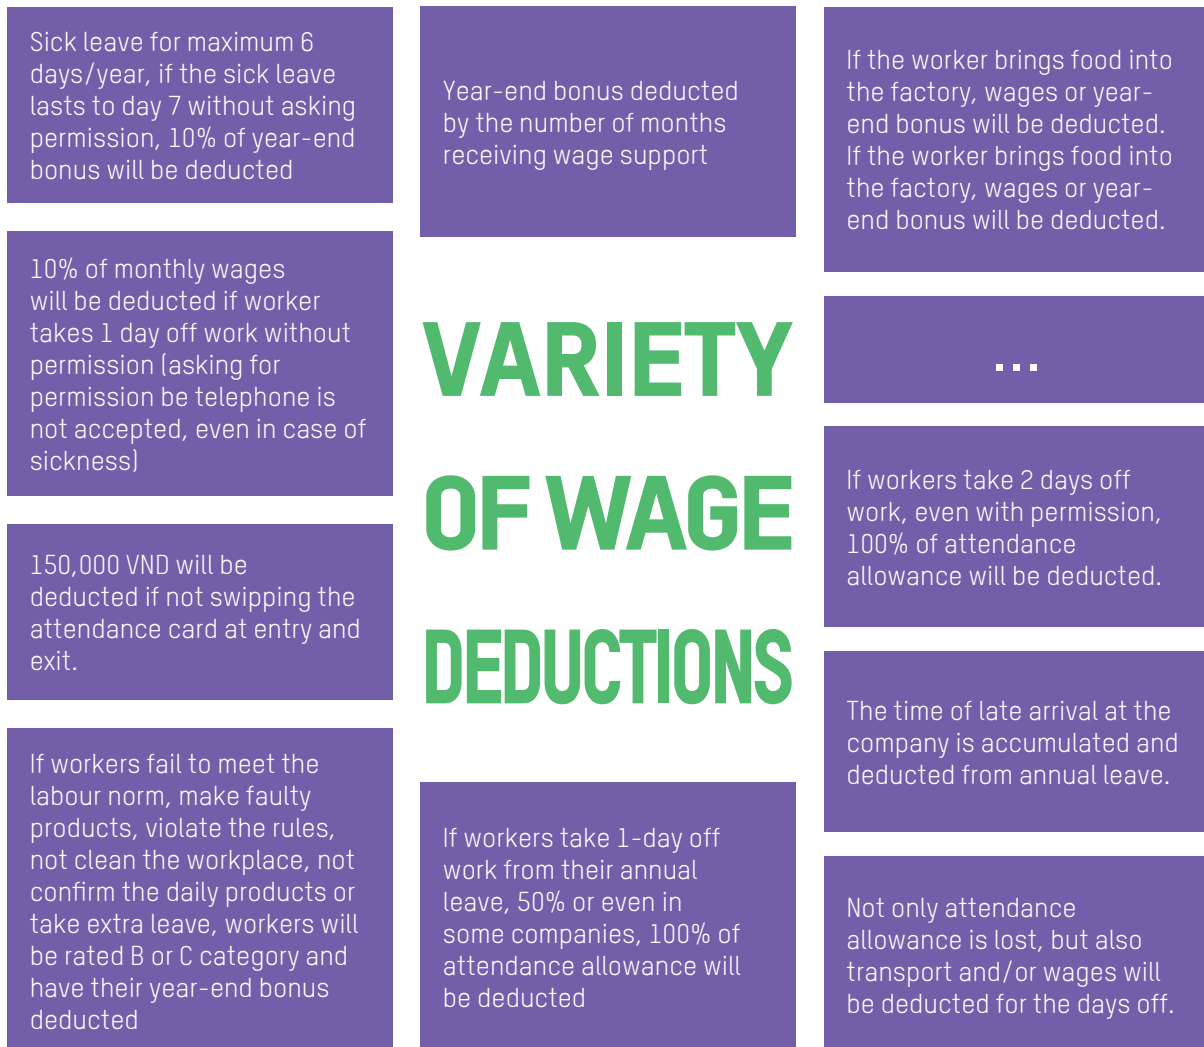 Sick leave for maximum 6
days/year, if the sick leave
lasts to day 7 without asking
permission, 10% of year-end
bonus will be deducted
10% of monthly wages
will be deducted if worker
takes 1 day off work without
permission (asking for
permission be telephone is
not accepted, even in case of
sickness)
150,000 VND will be
deducted if not swipping the
attendance card at entry and
exit.
If workers fail to meet the
labour norm, make faulty
products, violate the rules,
not clean the workplace, not
confirm the daily products or
take extra leave, workers will
be rated B or C category and
have their year-end bonus
deducted
Year-end bonus deducted
by the number of months
receiving wage support
VARIETY
OF WAGE
DEDUCTIONS
If workers take 1-day off
work from their annual
leave, 50% or even in
some companies, 100% of
attendance allowance will
be deducted
If the worker brings food into
the factory, wages or year-
end bonus will be deducted.
If the worker brings food into
the factory, wages or year-
end bonus will be deducted.
...
If workers take 2 days off
work, even with permission,
100% of attendance
allowance will be deducted.
The time of late arrival at the
company is accumulated and
deducted from annual leave.
Not only attendance
allowance is lost, but also
transport and/or wages will
be deducted for the days off.